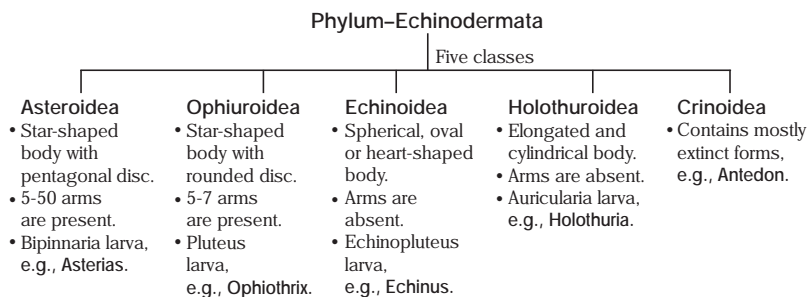 Phylum–Echinodermata
Five classes
Asteroidea
• Star-shaped
body with
pentagonal disc.
• 5-50 arms
are present.
• Bipinnaria larva,
e.g., Asterias.
Ophiuroidea
• Star-shaped
body with
rounded disc.
• 5-7 arms
are present.
• Pluteus
larva,
e.g., Ophiothrix.
Echinoidea
• Spherical, oval
or heart-shaped
body.
• Arms are
absent.
• Echinopluteus
larva,
e.g., Echinus.
Holothuroidea
• Elongated and
cylindrical body.
• Arms are absent.
• Auricularia larva,
e.g., Holothuria.
Crinoidea
• Contains mostly
extinct forms,
e.g., Antedon.